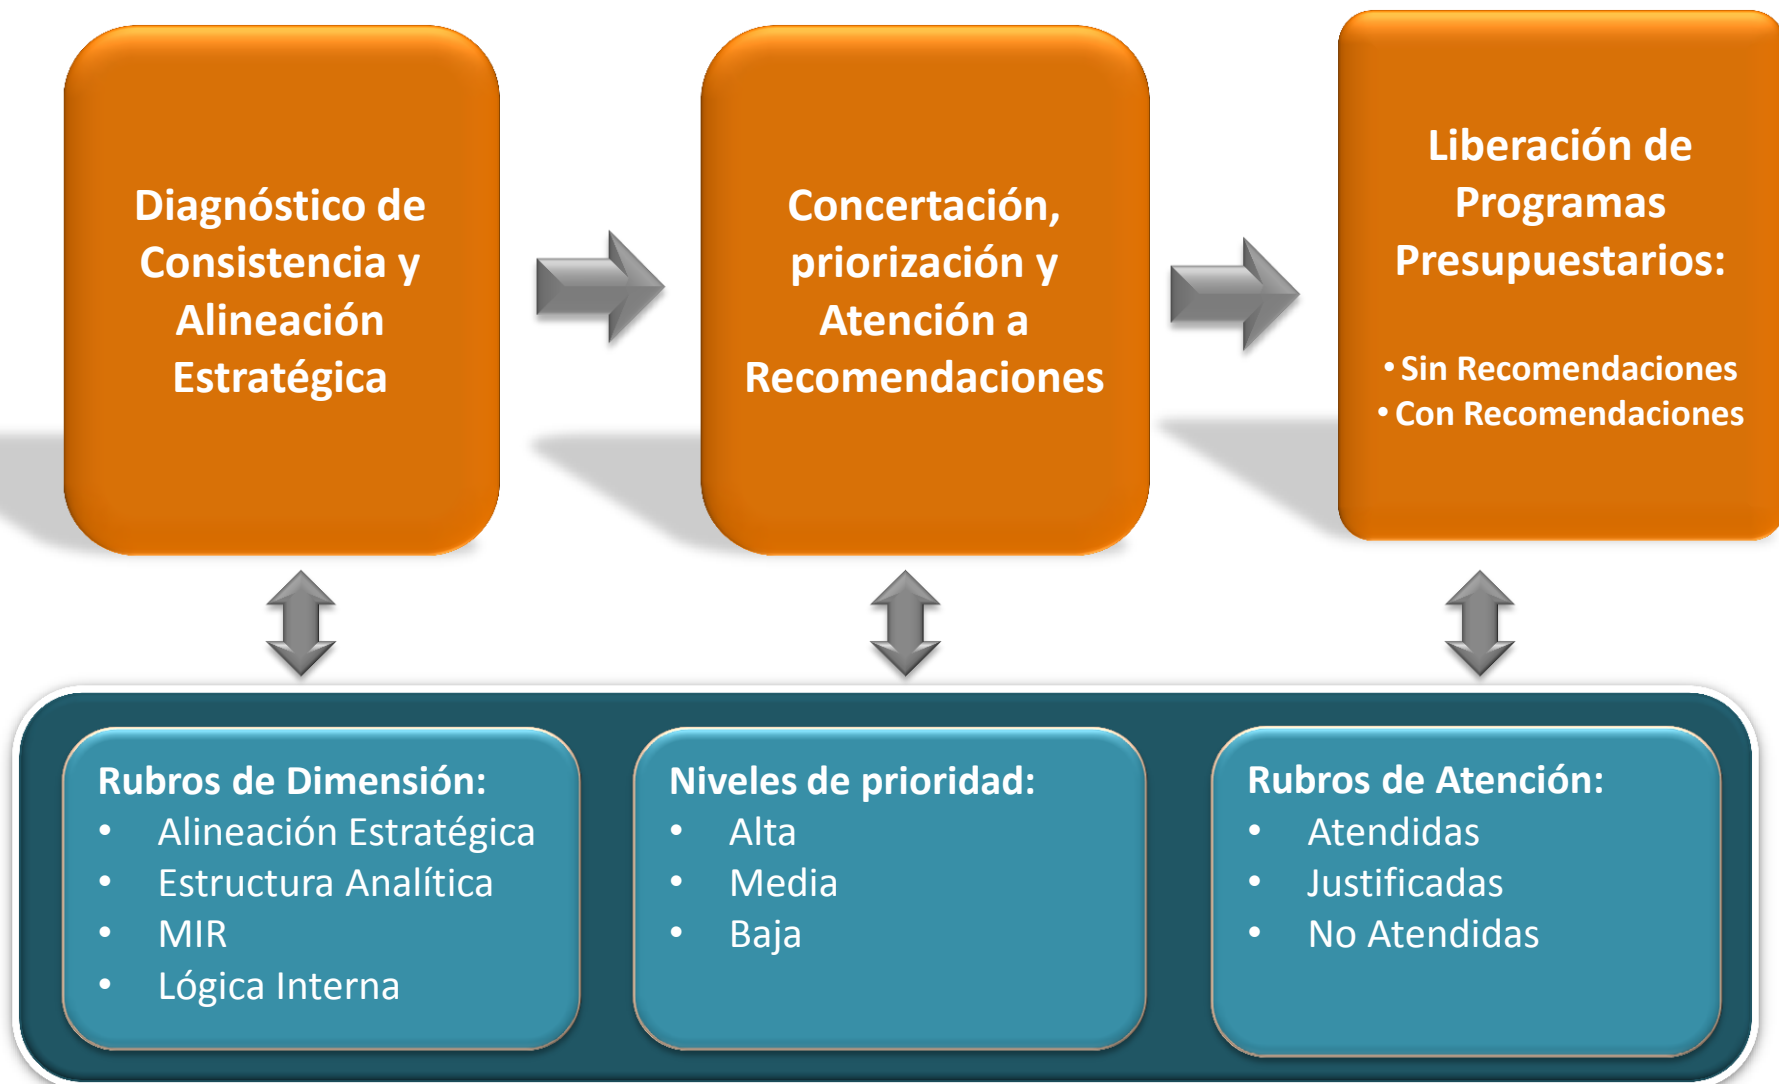 Diagnóstico de
Consistencia y
Alineación
Estratégica
Concertación,
priorización y
Atención a
Recomendaciones
Liberación de
Programas
Presupuestarios:
• Sin Recomendaciones
• Con Recomendaciones
Rubros de Dimensión:
• Alineación Estratégica
• Estructura Analítica
• MIR
• Lógica Interna
Niveles de prioridad:
• Alta
• Media
• Baja
Rubros de Atención:
• Atendidas
• Justificadas
• No Atendidas